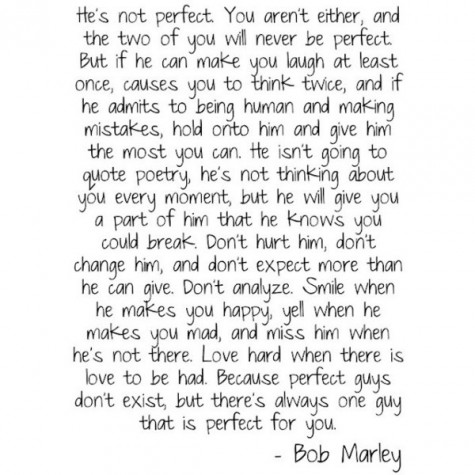 He's not perfect. You aren't either, and
the two of you will never be perfect.
But if he can make you laugh at least
once, causes you to think twice, and if
he admits to being human and making
mistakes, hold onto him and give him
the most you can. He isn't going to
quote poetry, he's not thinking about
you every moment, but he will give you
a part of him that he knows you
could break. Don't hurt him, don't
change him, and don't expect more than
he can give. Don't analyze. Smile when
he makes you happy, yell when he
makes you mad, and miss him when
he's not there. Love hard when there is
love to be had. Because perfect guys
don't exist, but there's always one guy
that is perfect for you.
- Bob Marley